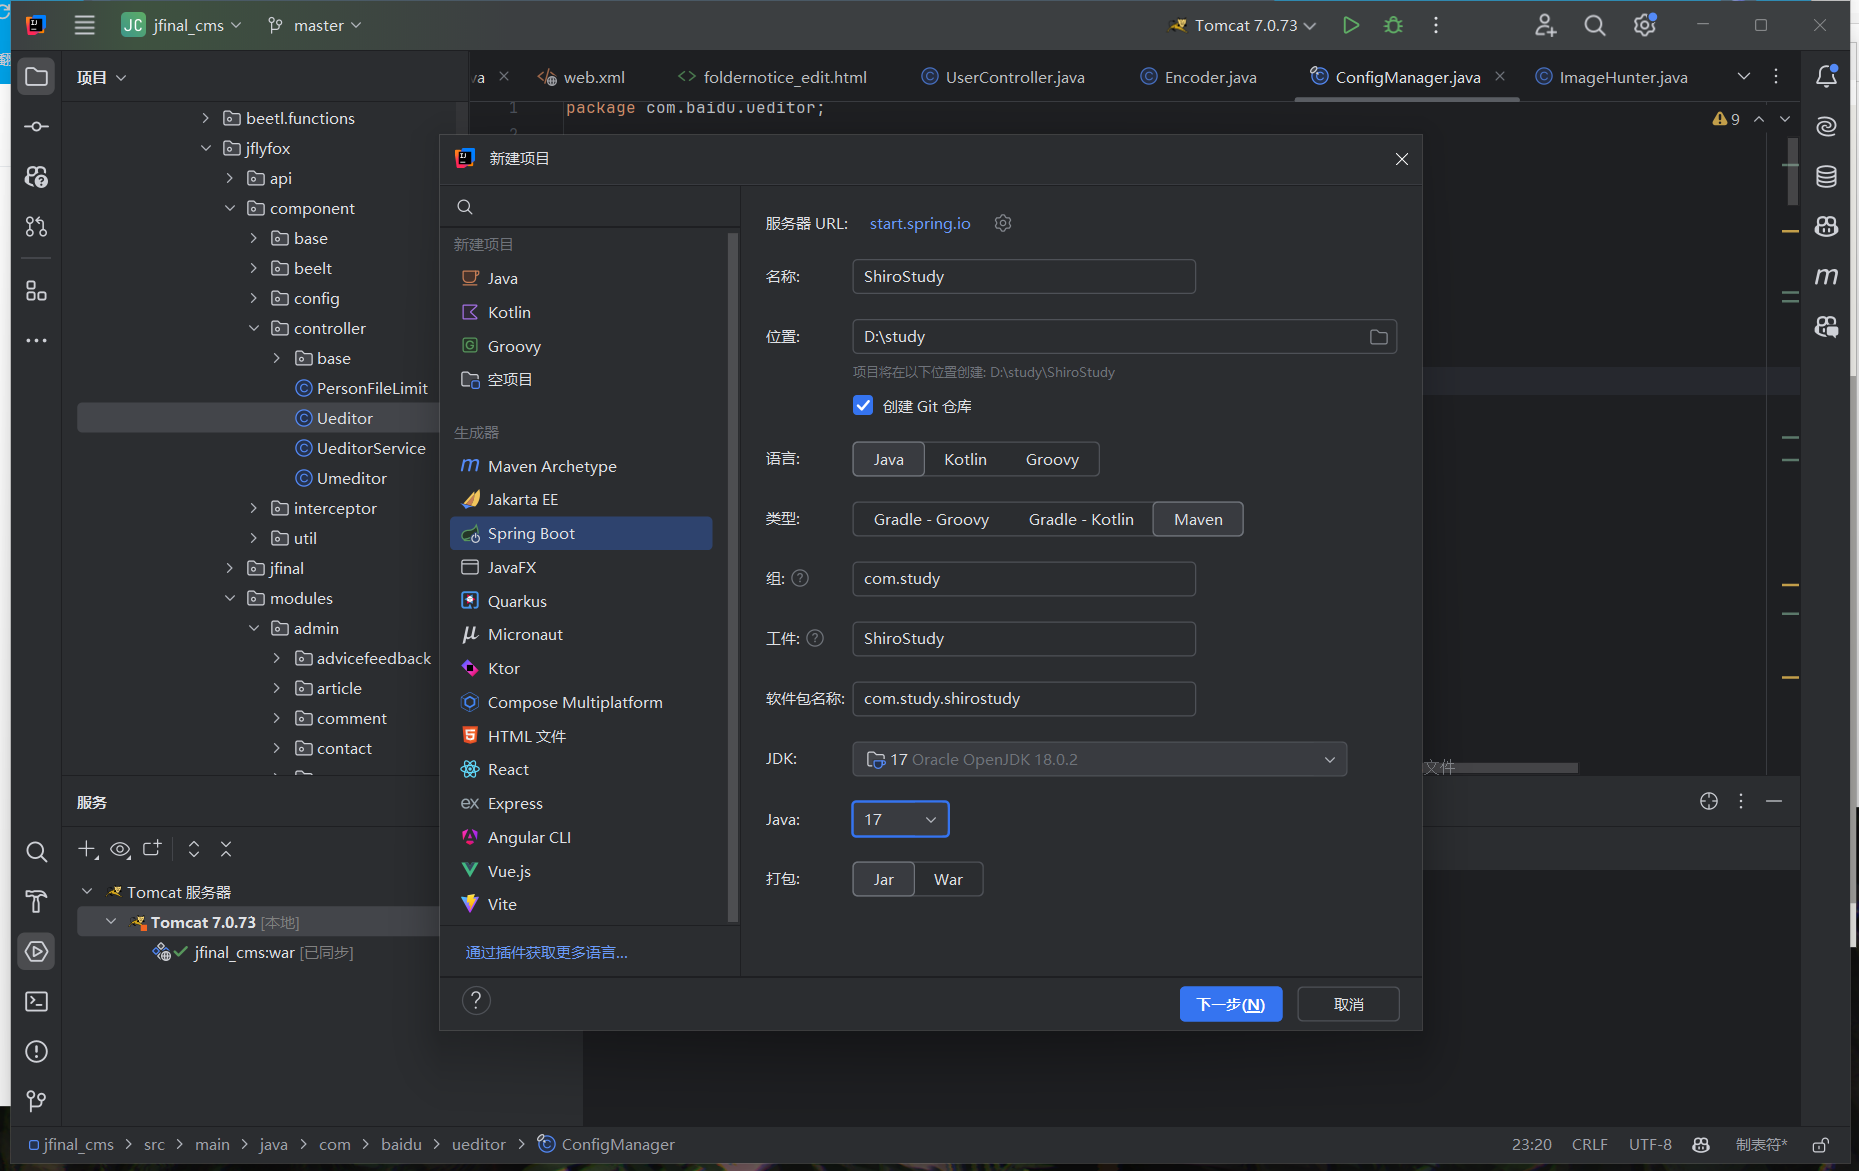 JC jfinal_cms master Tomcat 7.0.73
项目
va web.xml foldernotice_edit.html UserController.java Encoder.java ConfigManager.java ImageHunter.java
beetl.functions
jflyfox
api
component
base
beelt
config
controller
base
PersonFileLimit
Ueditor
UeditorService
Umeditor
interceptor
util
jfinal
modules
admin
advicefeedback
article
comment
contact
1 package com.baidu.ueditor;
2
9
新建项目
新建项目
Java
Kotlin
Groovy
空项目
生成器
Maven Archetype
Jakarta EE
Spring Boot
JavaFX
Quarkus
Micronaut
Ktor
Compose Multiplatform
HTML 文件
React
ex Express
Angular CLI
Vue.js
Vite
通过插件获取更多语言...
服务器 URL: start.spring.io
名称: ShiroStudy
位置: D:\study
项目将在以下位置创建: D:\study\ShiroStudy
创建 Git 仓库
语言: Java Kotlin Groovy
类型: Gradle - Groovy Gradle - Kotlin Maven
组: com.study
工件: ShiroStudy
软件包名称: com.study.shirostudy
JDK: 17 Oracle OpenJDK 18.0.2
Java: 17
打包: Jar War
下一步(N) 取消
文件
服务
Tomcat 服务器
Tomcat 7.0.73 [本地]
jfinal_cms:war [已同步]
jfinal_cms > src > main > java > com > baidu > ueditor > ConfigManager
23:20 CRLF UTF-8 制表符*